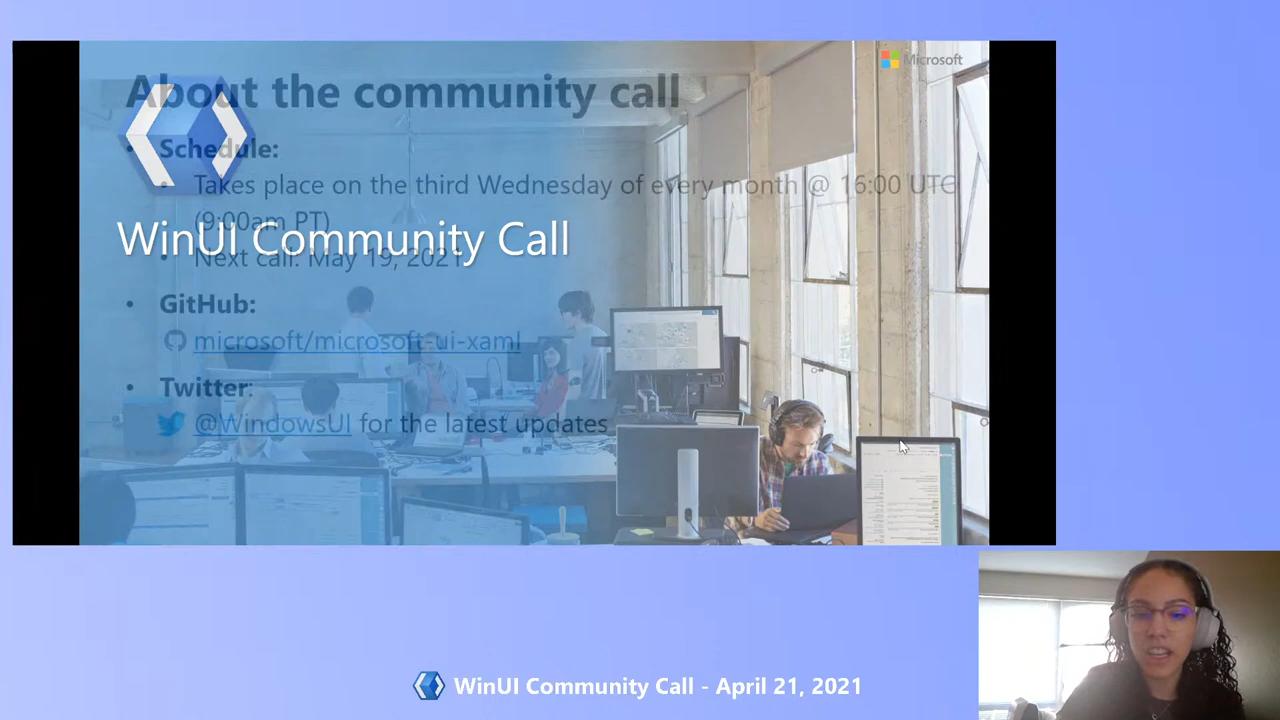 Microsoft
About the community call
• Schedule:
• Takes place on the third Wednesday of every month @ 16:00 UTC
(9:00am PT)
WinUI Community Call
• Next call: May 19, 2021
• GitHub:
microsoft/microsoft-ui-xaml
• Twitter:
@WindowsUI for the latest updates
WinUI Community Call - April 21, 2021